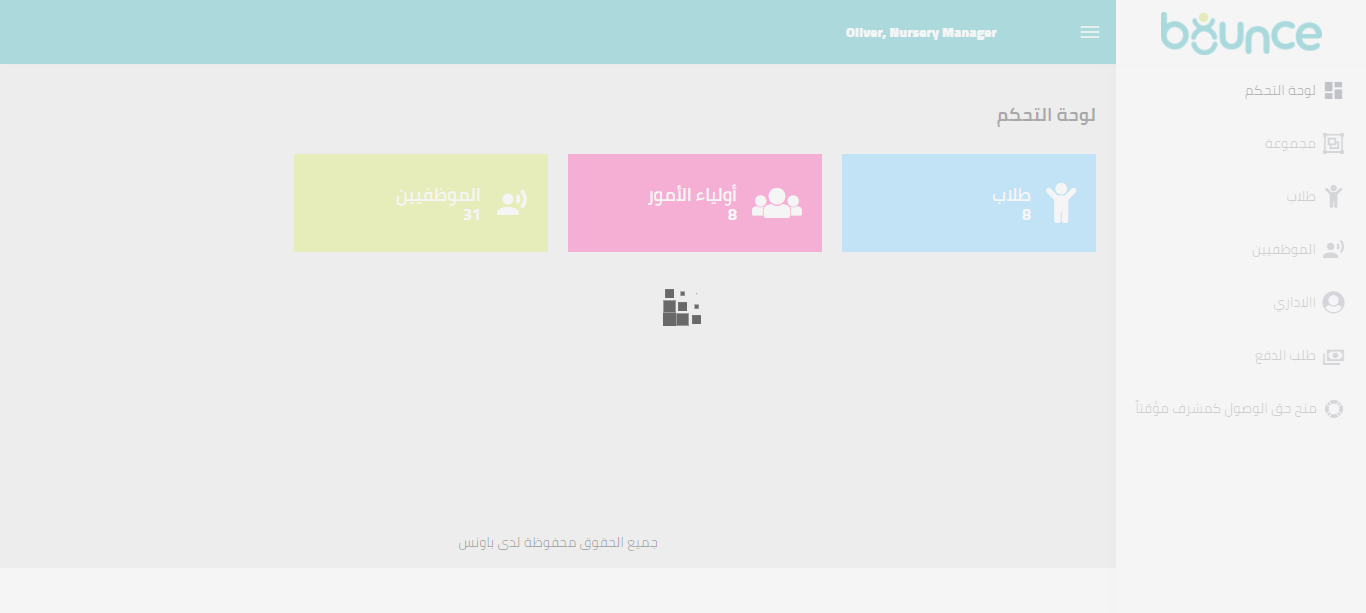 bounce
Oliver, Nursery Manager
لوحة التحكم
مجموعة
طلاب
الموظفيين
االاداري
طلب الدفع
منح حق الوصول كمشرف مؤقتاً
لوحة التحكم
طلاب
8
أولياء الأمور
8
الموظفيين
31
جميع الحقوق محفوظة لدى باونس